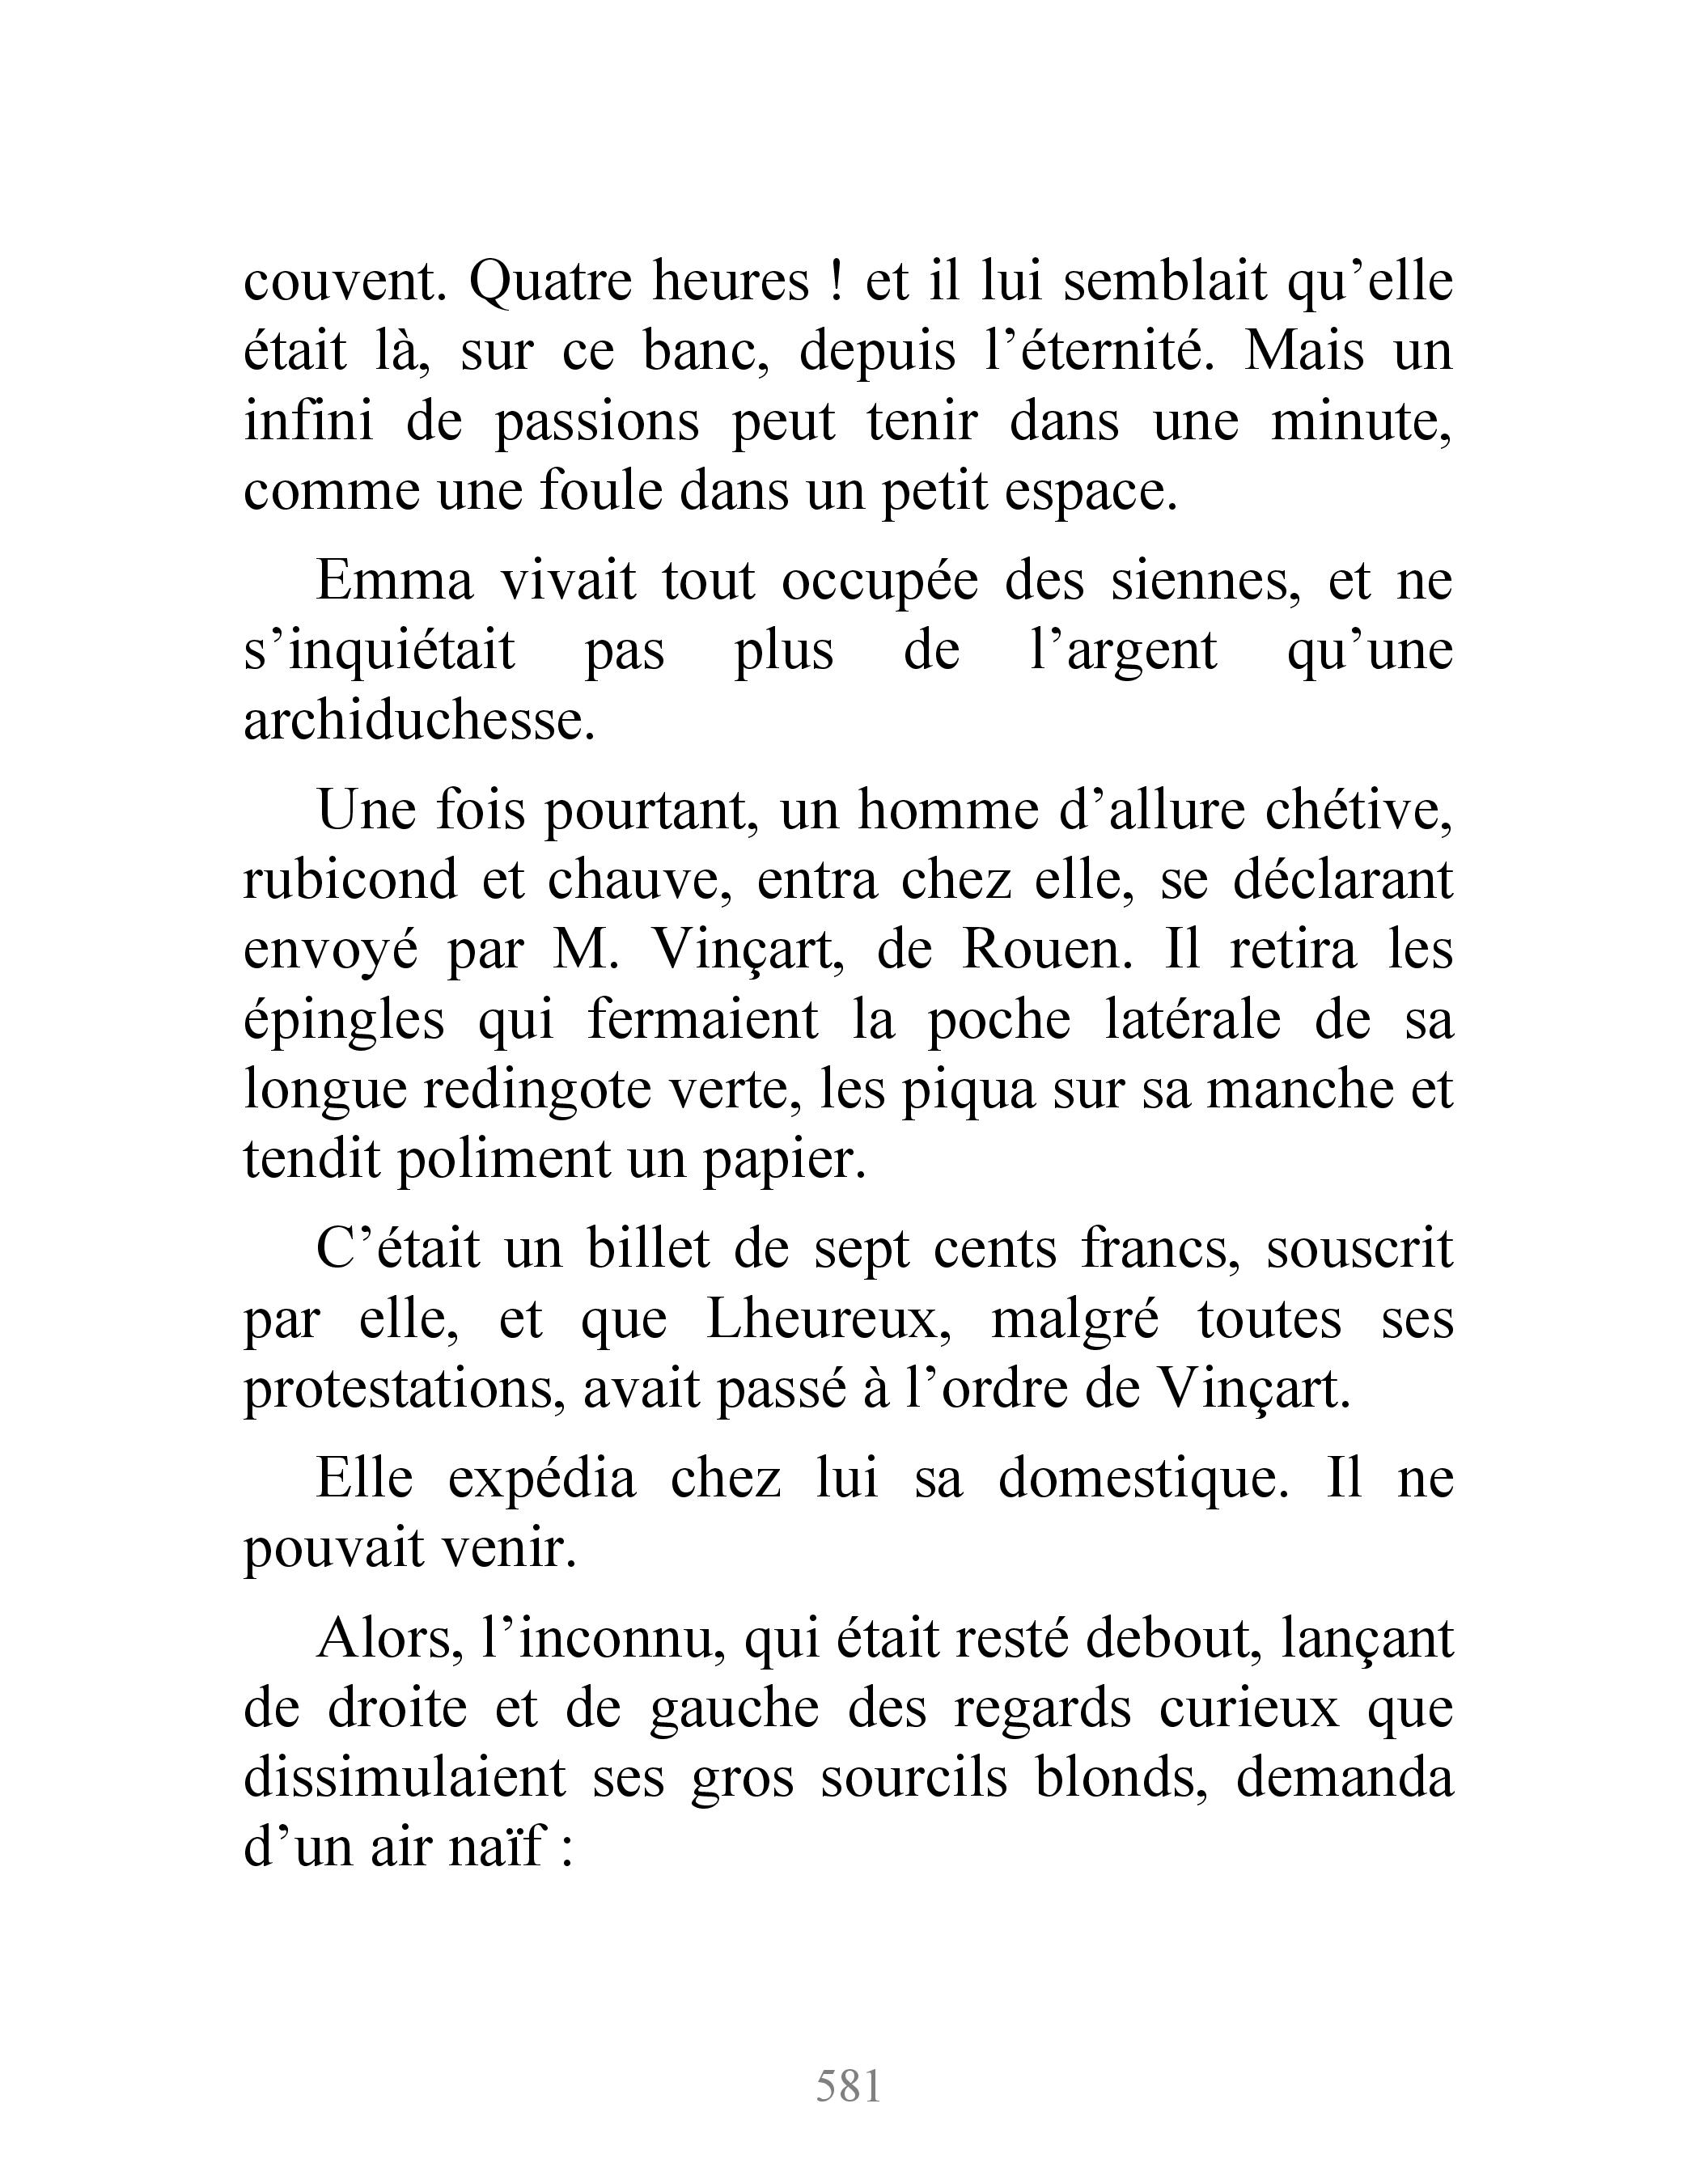 couvent. Quatre heures ! et il lui semblait qu’elle
était là, sur ce banc, depuis l’éternité. Mais un
infini de passions peut tenir dans une minute,
comme une foule dans un petit espace.
Emma vivait tout occupée des siennes, et ne
s’inquiétait pas plus de l’argent qu’une
archiduchesse.
Une fois pourtant, un homme d’allure chétive,
rubicond et chauve, entra chez elle, se déclarant
envoyé par M. Vinçart, de Rouen. Il retira les
épingles qui fermaient la poche latérale de sa
longue redingote verte, les piqua sur sa manche et
tendit poliment un papier.
C’était un billet de sept cents francs, souscrit
par elle, et que Lheureux, malgré toutes ses
protestations, avait passé à l’ordre de Vinçart.
Elle expédia chez lui sa domestique. Il ne
pouvait venir.
Alors, l’inconnu, qui était resté debout, lançant
de droite et de gauche des regards curieux que
dissimulaient ses gros sourcils blonds, demanda
d’un air naïf :
581